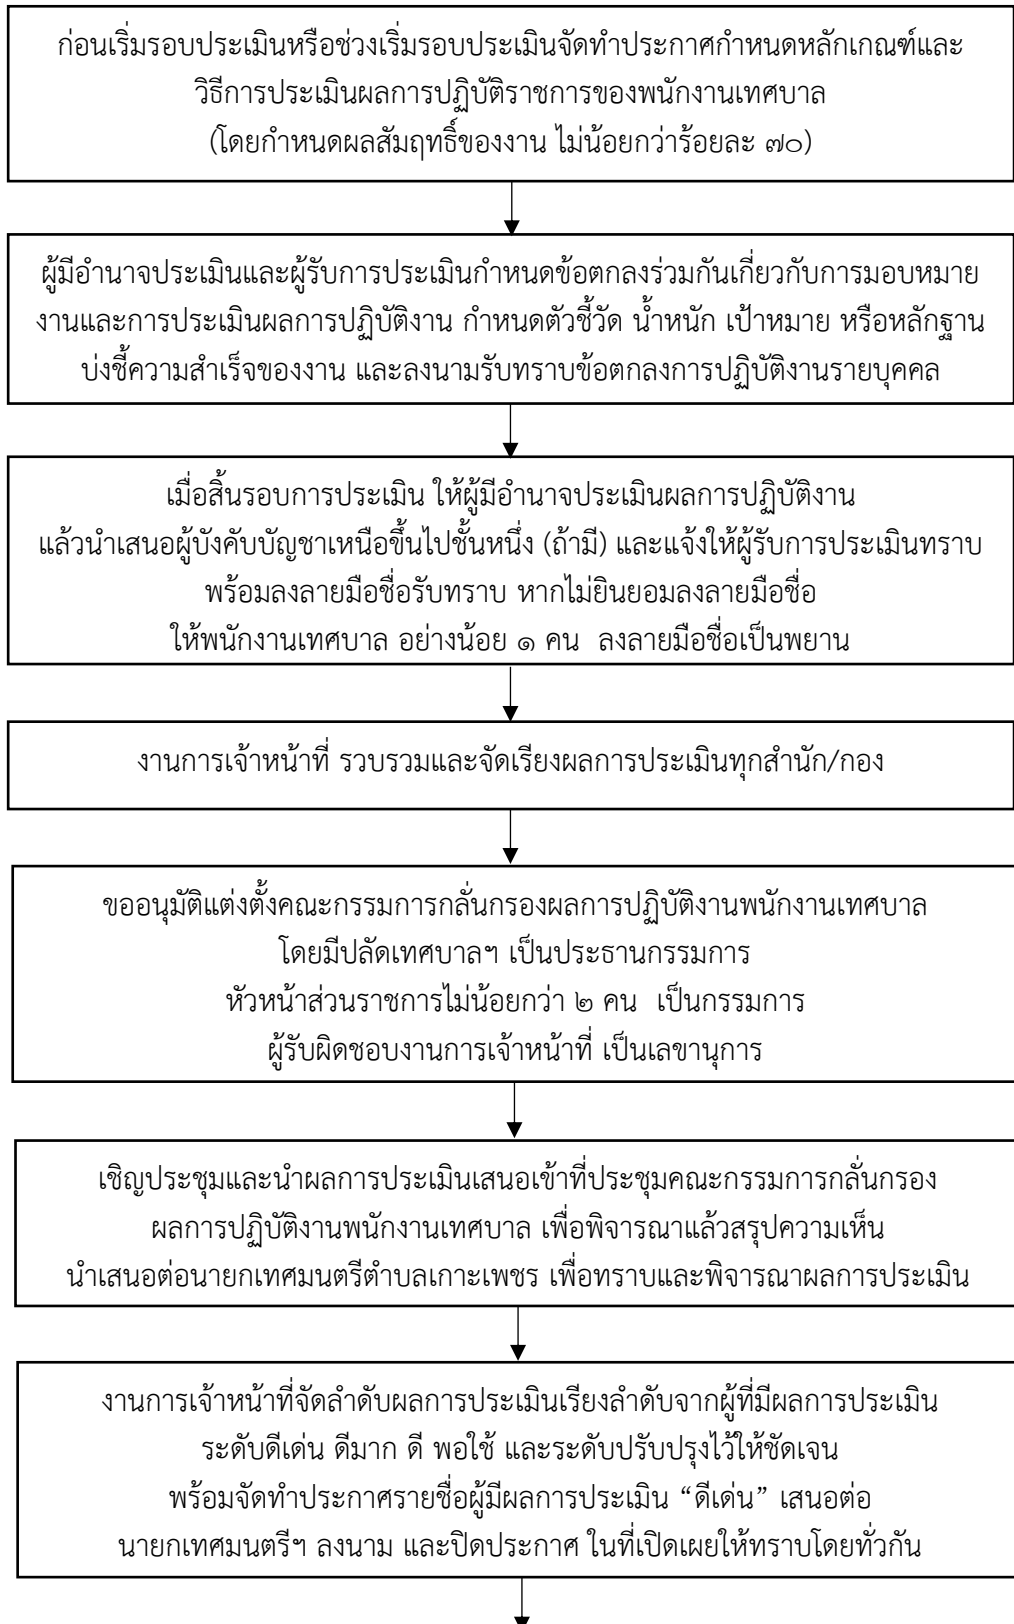 ก่อนเริ่มรอบประเมินหรือช่วงเริ่มรอบประเมินจัดทำประกาศกำหนดหลักเกณฑ์และ
วิธีการประเมินผลการปฏิบัติราชการของพนักงานเทศบาล
(โดยกำหนดผลสัมฤทธิ์ของงาน ไม่น้อยกว่าร้อยละ ๗๐)
ผู้มีอำนาจประเมินและผู้รับการประเมินกำหนดข้อตกลงร่วมกันเกี่ยวกับการมอบหมาย
งานและการประเมินผลการปฏิบัติงาน กำหนดตัวชี้วัด น้ำหนัก เป้าหมาย หรือหลักฐาน
บ่งชี้ความสำเร็จของงาน และลงนามรับทราบข้อตกลงการปฏิบัติงานรายบุคคล
เมื่อสิ้นรอบการประเมิน ให้ผู้มีอำนาจประเมินผลการปฏิบัติงาน
แล้วนำเสนอผู้บังคับบัญชาเหนือขึ้นไปชั้นหนึ่ง (ถ้ามี) และแจ้งให้ผู้รับการประเมินทราบ
พร้อมลงลายมือชื่อรับทราบ หากไม่ยินยอมลงลายมือชื่อ
ให้พนักงานเทศบาล อย่างน้อย ๑ คน ลงลายมือชื่อเป็นพยาน
งานการเจ้าหน้าที่ รวบรวมและจัดเรียงผลการประเมินทุกสำนัก/กอง
ขออนุมัติแต่งตั้งคณะกรรมการกลั่นกรองผลการปฏิบัติงานพนักงานเทศบาล
โดยมีปลัดเทศบาลฯ เป็นประธานกรรมการ
หัวหน้าส่วนราชการไม่น้อยกว่า ๒ คน เป็นกรรมการ
ผู้รับผิดชอบงานการเจ้าหน้าที่ เป็นเลขานุการ
เชิญประชุมและนำผลการประเมินเสนอเข้าที่ประชุมคณะกรรมการกลั่นกรอง
ผลการปฏิบัติงานพนักงานเทศบาล เพื่อพิจารณาแล้วสรุปความเห็น
นำเสนอต่อนายกเทศมนตรีตำบลเกาะเพชร เพื่อทราบและพิจารณาผลการประเมิน
งานการเจ้าหน้าที่จัดลำดับผลการประเมินเรียงลำดับจากผู้ที่มีผลการประเมิน
ระดับดีเด่น ดีมาก ดี พอใช้ และระดับปรับปรุงไว้ให้ชัดเจน
พร้อมจัดทำประกาศรายชื่อผู้มีผลการประเมิน “ดีเด่น” เสนอต่อ
นายกเทศมนตรีฯ ลงนาม และปิดประกาศ ในที่เปิดเผยให้ทราบโดยทั่วกัน